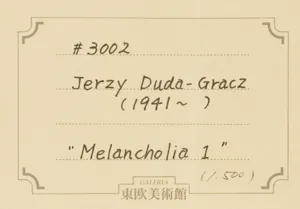 #3002
Jerzy Duda-Gracz
(1941~ )
"Melancholia 1"
(1.500)
GALERIA
東欧美術館